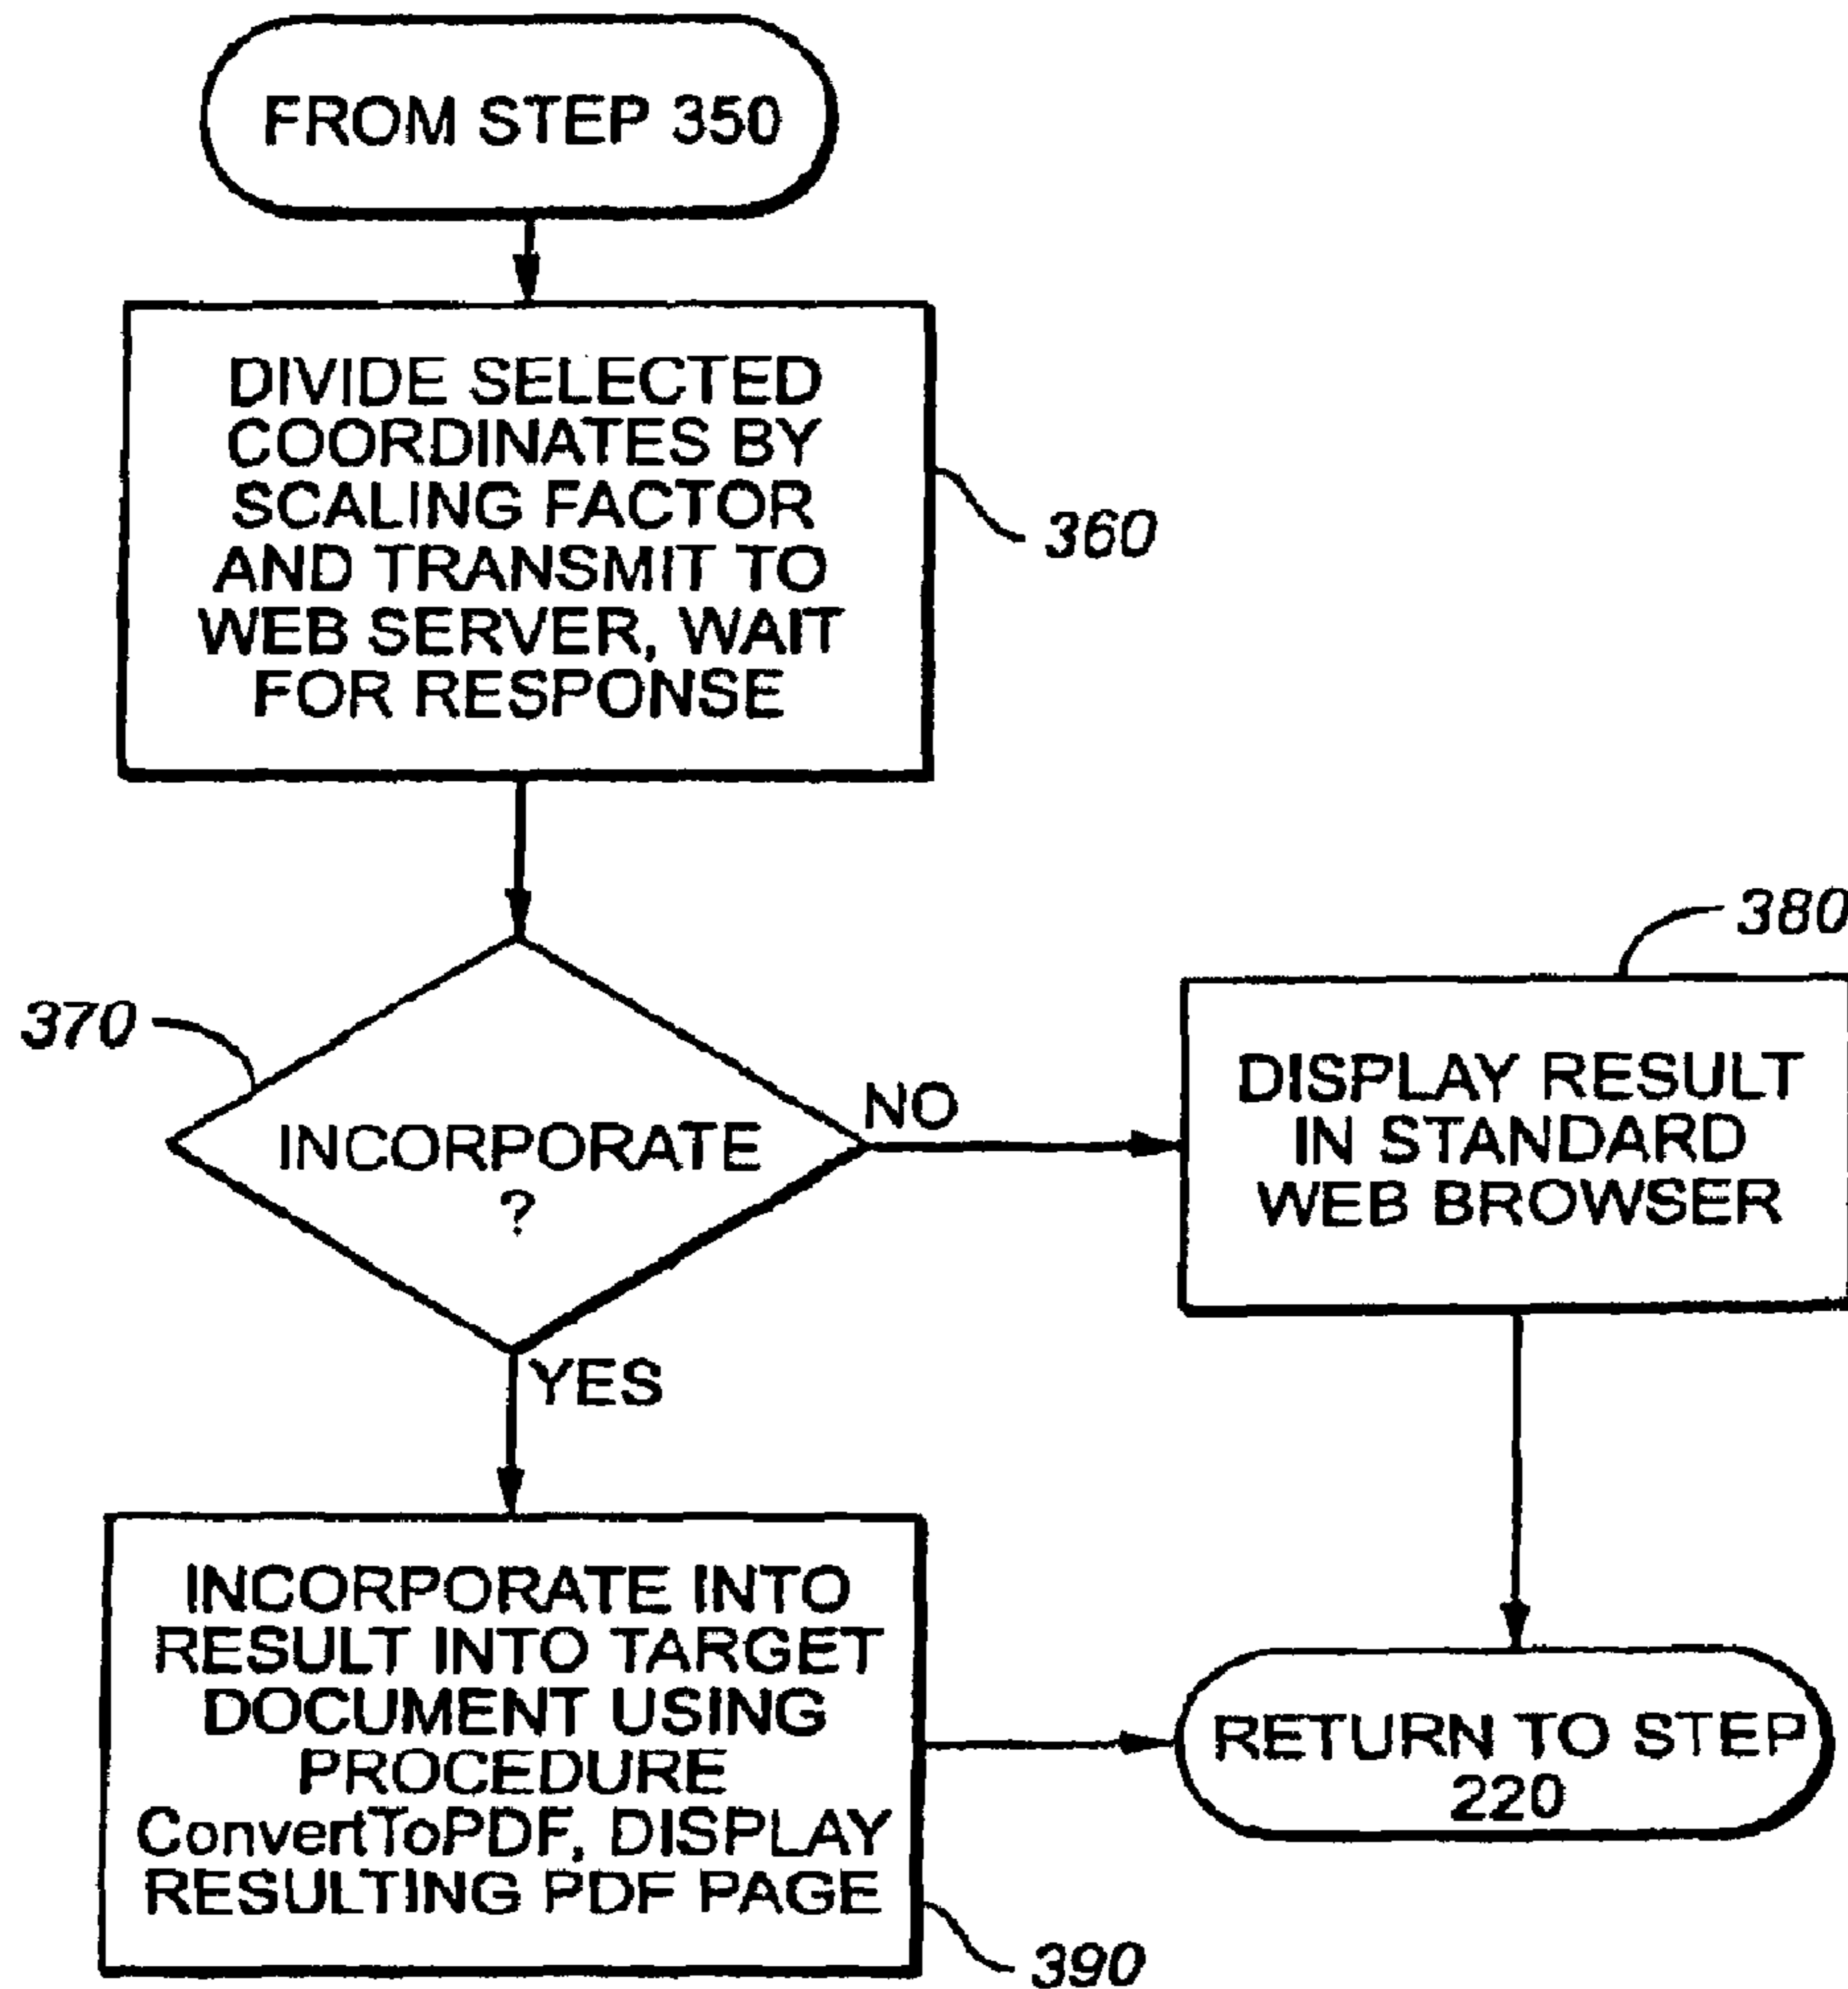 FROM STEP 350
DIVIDE SELECTED
COORDINATES BY
SCALING FACTOR
AND TRANSMIT TO
WEB SERVER, WAIT
FOR RESPONSE
360
370
INCORPORATE
?
NO
YES
380
DISPLAY RESULT
IN STANDARD
WEB BROWSER
INCORPORATE INTO
RESULT INTO TARGET
DOCUMENT USING
PROCEDURE
ConvertToPDF, DISPLAY
RESULTING PDF PAGE
390
RETURN TO STEP
220